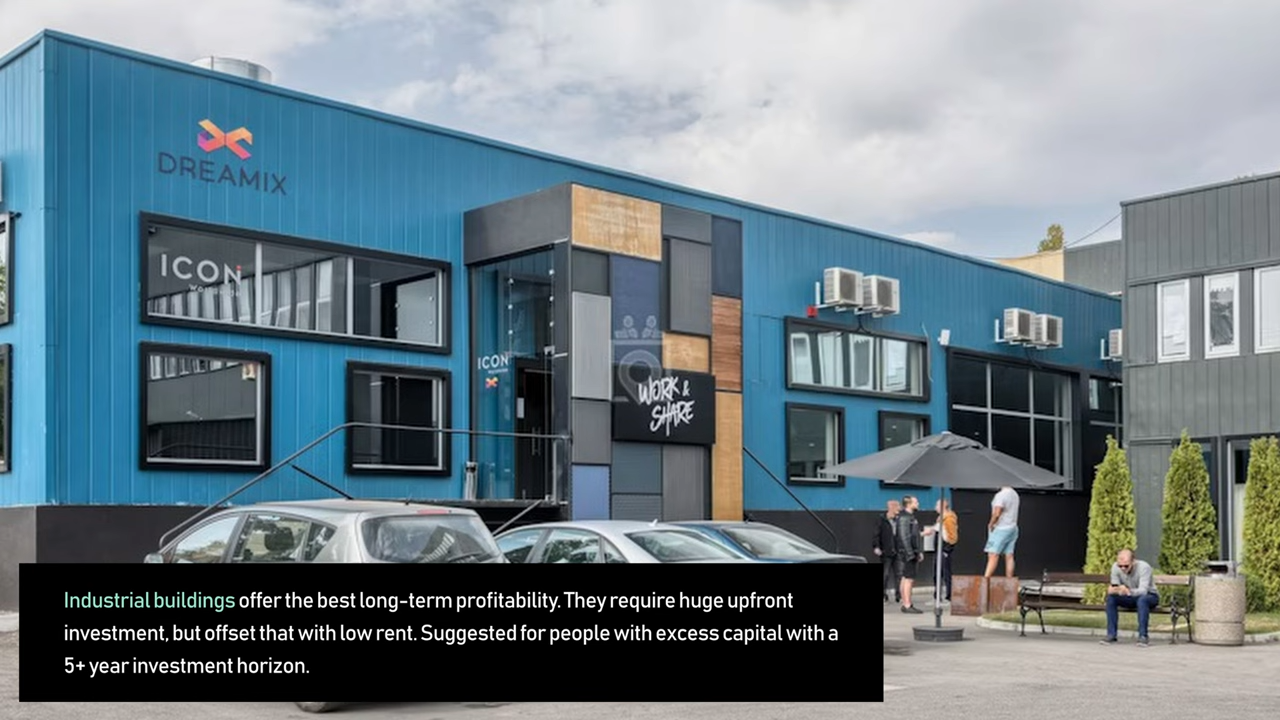 DREAMIX
ICON
ICON
WORK &
SHARE
Industrial buildings offer the best long-term profitability. They require huge upfront
investment, but offset that with low rent. Suggested for people with excess capital with a
5+ year investment horizon.